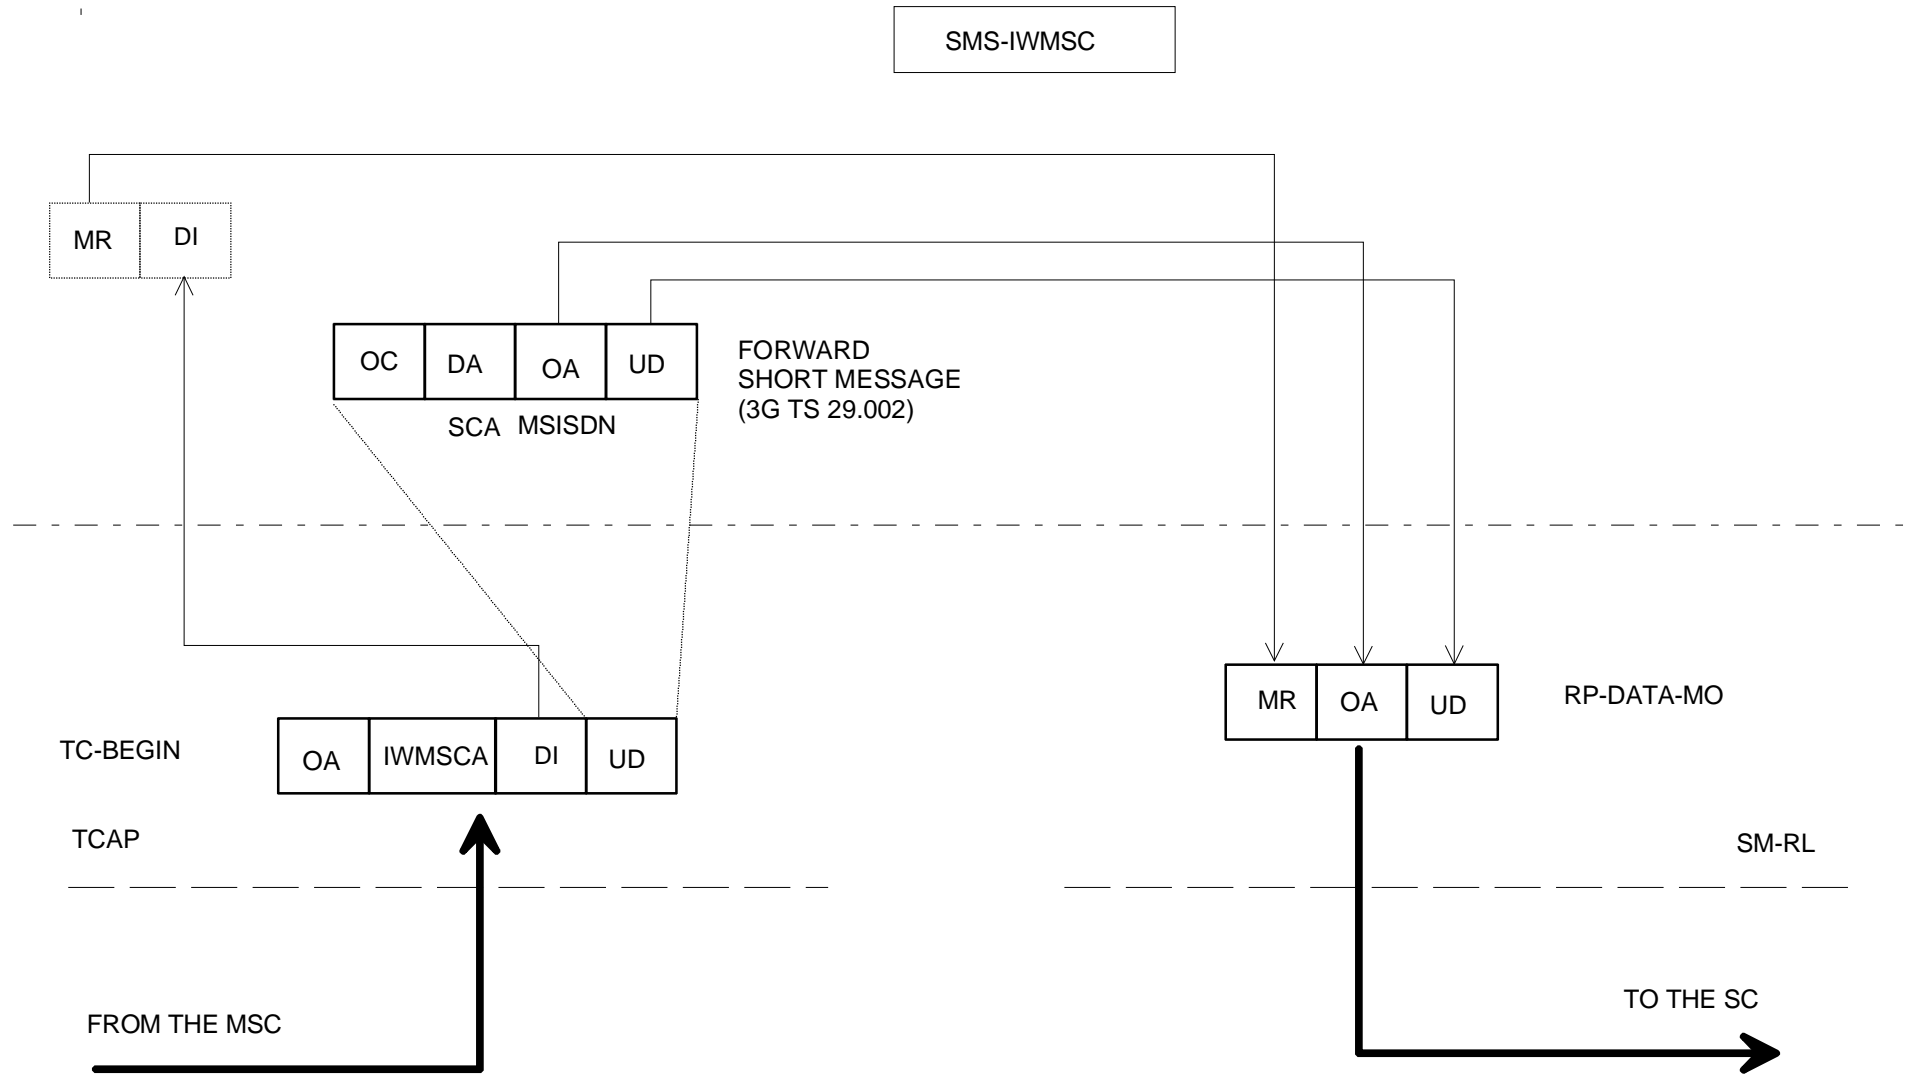 SMS-IWMSC
MR DI
OC DA OA UD
SCA MSISDN
FORWARD
SHORT MESSAGE
(3G TS 29.002)
MR OA UD
RP-DATA-MO
TC-BEGIN
OA IWMSCA DI UD
TCAP
SM-RL
FROM THE MSC
TO THE SC